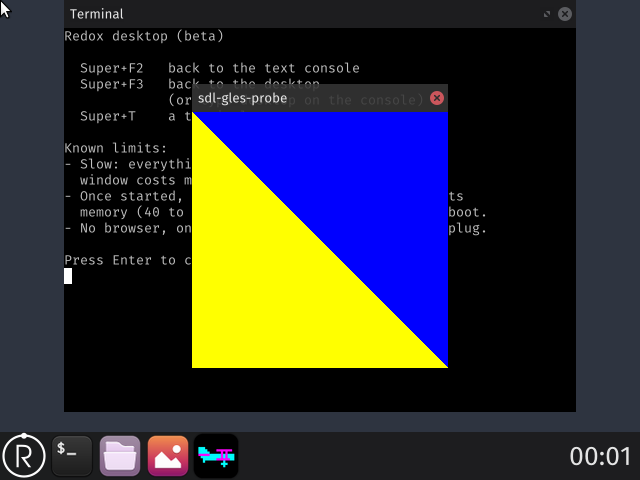 Terminal
Redox desktop (beta)
Super+F2 back to the text console
Super+F3 back to the desktop
(or on the console)
Super+T a t
sdl-gles-probe
Known limits:
- Slow: everythi
window costs m
- Once started, ts
memory (40 to boot.
- No browser, on plug.
Press Enter to c
$_
R
00:01